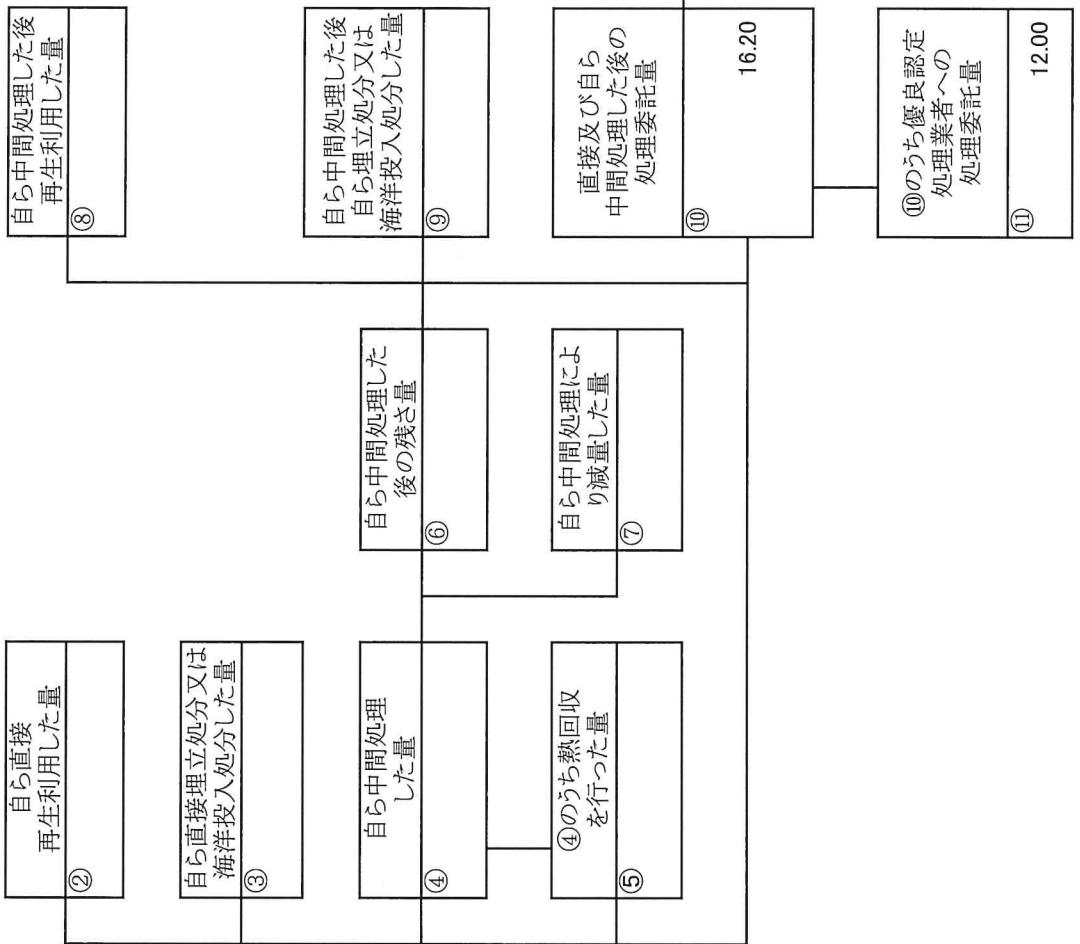 自ら直接
再生利用した量
②
自ら直接埋立処分又は
海洋投入処分した量
③
自ら中間処理
した量
④
④のうち熱回収
を行った量
⑤
自ら中間処理した
後の残さ量
⑥
自ら中間処理によ
り減量した量
⑦
自ら中間処理した後
再生利用した量
⑧
自ら中間処理した後
自ら埋立処分又は
海洋投入処分した量
⑨
直接及び自ら
中間処理した後の
処理委託量
⑩
16.20
⑩のうち優良認定
処理業者への
処理委託量
⑪
12.00